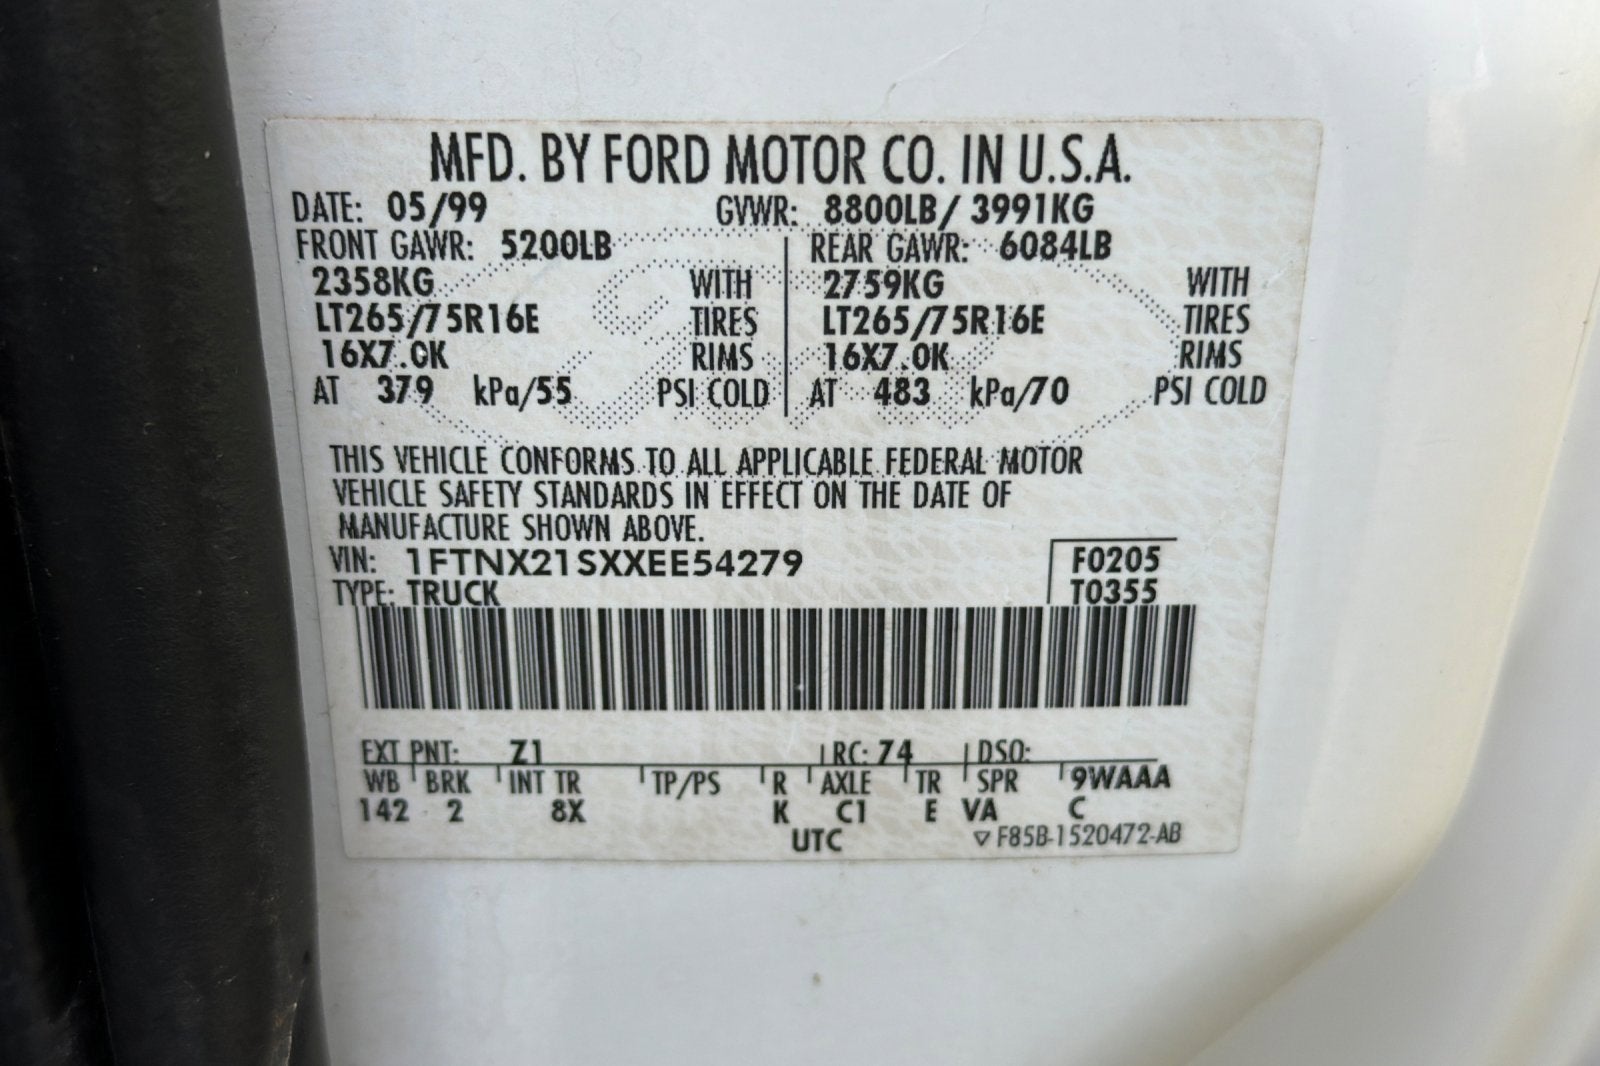 MFD. BY FORD MOTOR CO. IN U.S.A.
DATE: 05/99 GVWR: 8800LB/ 3991KG
FRONT GAWR: 5200LB REAR GAWR: 6084LB
2358KG WITH 2759KG WITH
LT265/75R16E TIRES LT265/75R16E TIRES
16X7.0K RIMS 16X7.0K RIMS
AT 379 kPa/55 PSI COLD AT 483 kPa/70 PSI COLD
THIS VEHICLE CONFORMS TO ALL APPLICABLE FEDERAL MOTOR
VEHICLE SAFETY STANDARDS IN EFFECT ON THE DATE OF
MANUFACTURE SHOWN ABOVE.
VIN: 1FTNX21SXXEE54279 F0205
TYPE: TRUCK T0355
EXT PNT: Z1 RC: 74 DSO:
WB BRK INT TR TP/PS R AXLE TR SPR 9WAAA
142 2 8X K C1 E VA C
UTC ▽ F85B-1520472-AB